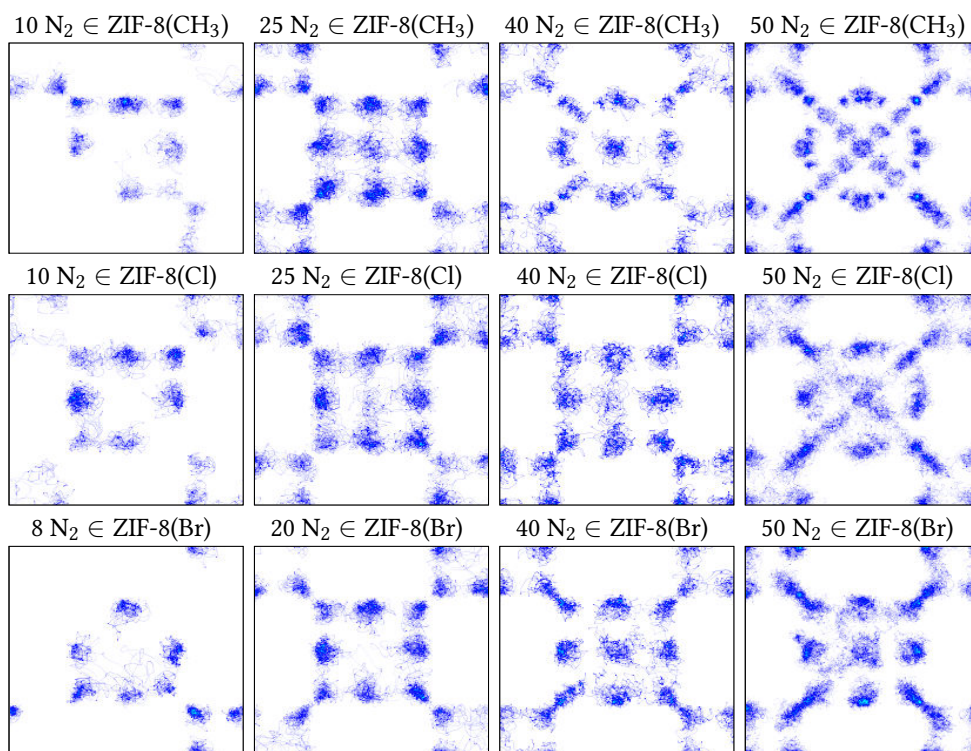 10 N₂ ∈ ZIF-8(CH₃) 25 N₂ ∈ ZIF-8(CH₃) 40 N₂ ∈ ZIF-8(CH₃) 50 N₂ ∈ ZIF-8(CH₃)
10 N₂ ∈ ZIF-8(Cl) 25 N₂ ∈ ZIF-8(Cl) 40 N₂ ∈ ZIF-8(Cl) 50 N₂ ∈ ZIF-8(Cl)
8 N₂ ∈ ZIF-8(Br) 20 N₂ ∈ ZIF-8(Br) 40 N₂ ∈ ZIF-8(Br) 50 N₂ ∈ ZIF-8(Br)